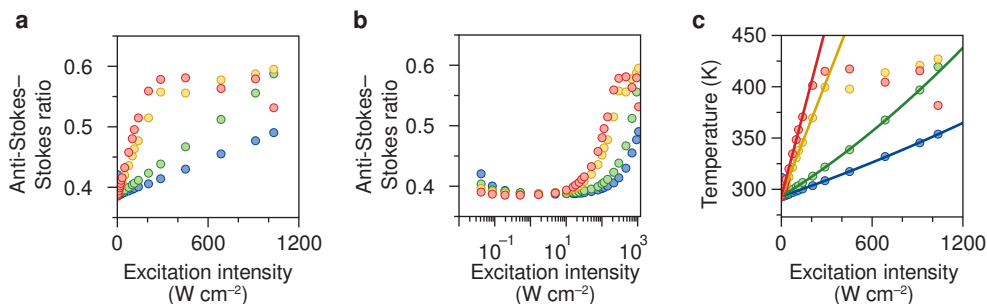 a
Anti-Stokes–
Stokes ratio
0.6
0.5
0.4
0
600
1200
Excitation intensity
(W cm⁻²)
b
Anti-Stokes–
Stokes ratio
0.6
0.5
0.4
10⁻¹
10¹
10³
Excitation intensity
(W cm⁻²)
c
Temperature (K)
450
400
350
300
0
600
1200
Excitation intensity
(W cm⁻²)